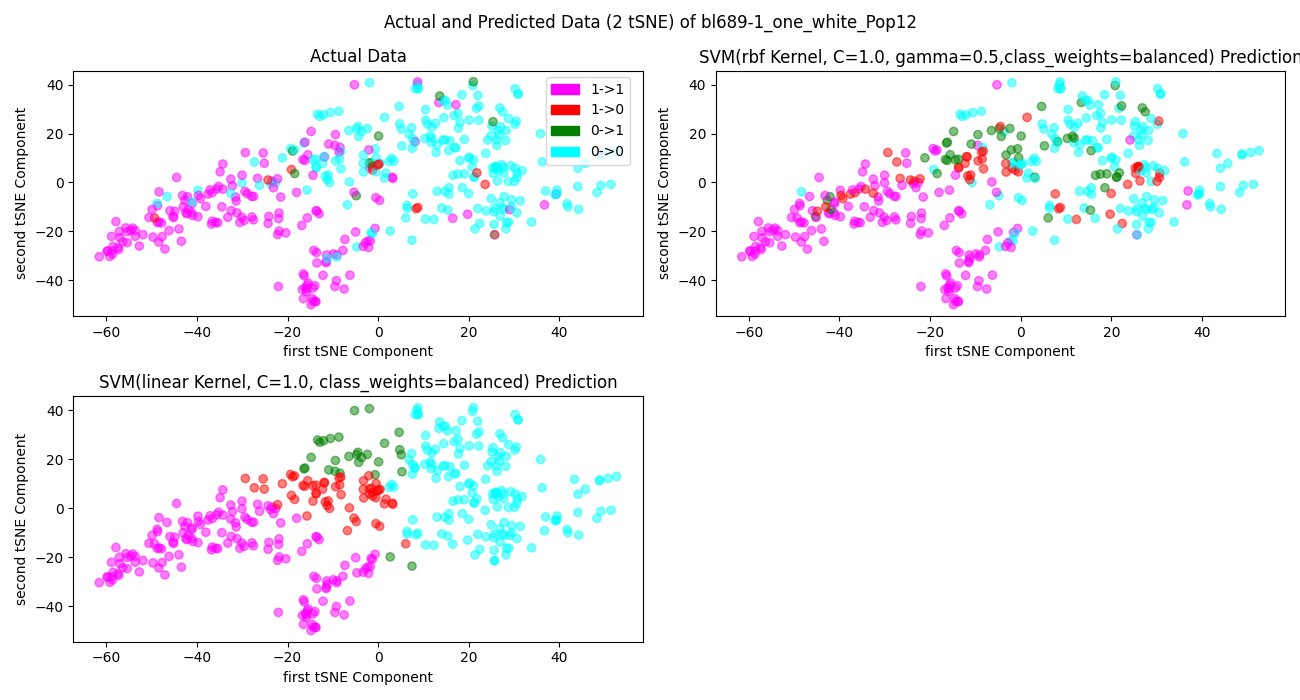 Actual and Predicted Data (2 tSNE) of bl689-1_one_white_Pop12
Actual Data
second tSNE Component
40
20
0
−20
−40
1->1
1->0
0->1
0->0
−60 −40 −20 0 20 40
first tSNE Component
SVM(rbf Kernel, C=1.0, gamma=0.5,class_weights=balanced) Prediction
second tSNE Component
40
20
0
−20
−40
−60 −40 −20 0 20 40
first tSNE Component
SVM(linear Kernel, C=1.0, class_weights=balanced) Prediction
second tSNE Component
40
20
0
−20
−40
−60 −40 −20 0 20 40
first tSNE Component